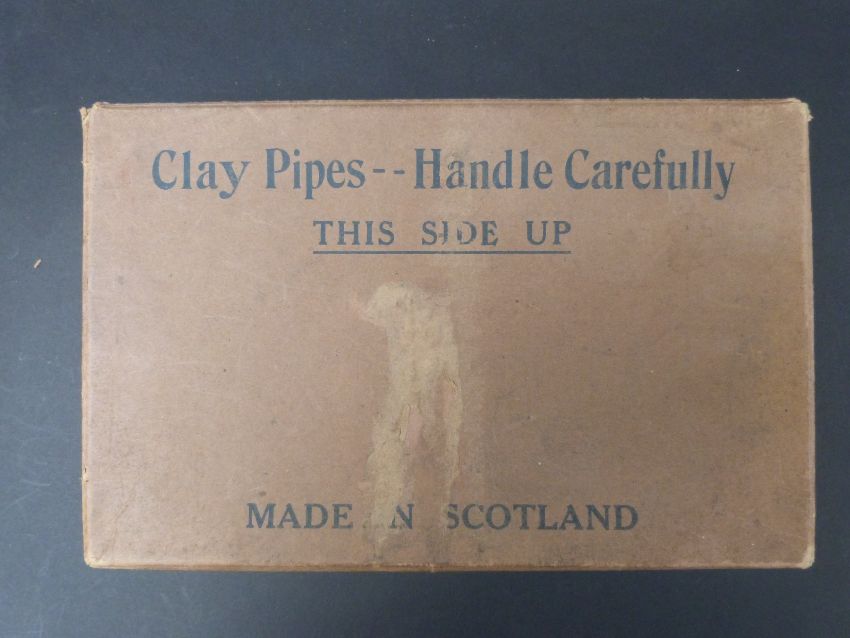 Clay Pipes--Handle Carefully
THIS SIDE UP
MADE IN SCOTLAND